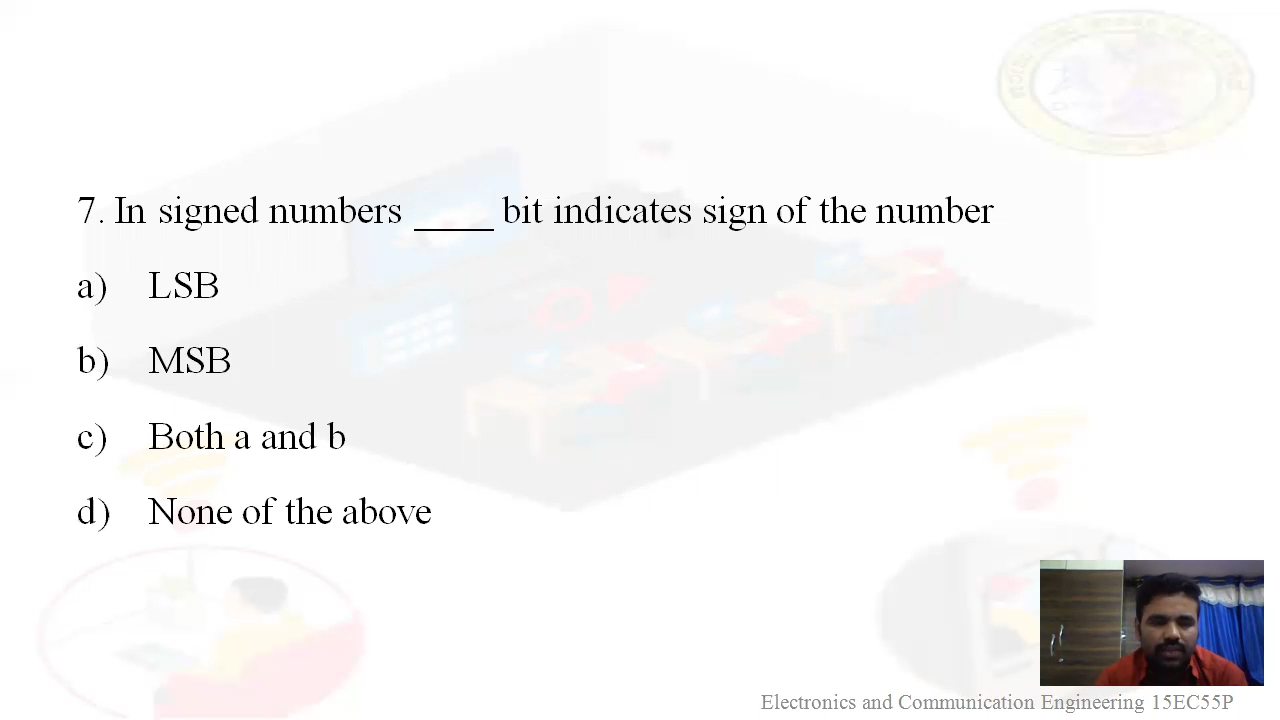 7. In signed numbers ____ bit indicates sign of the number
a) LSB
b) MSB
c) Both a and b
d) None of the above
Electronics and Communication Engineering 15EC55P